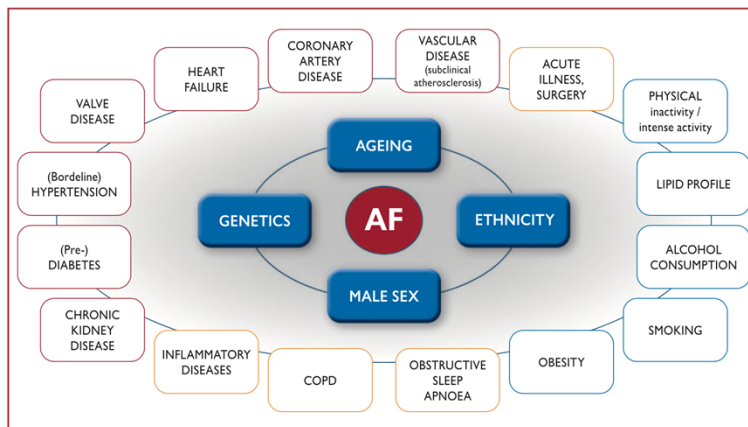 CORONARY
ARTERY
DISEASE
VASCULAR
DISEASE
(subclinical
atherosclerosis)
ACUTE
ILLNESS,
SURGERY
HEART
FAILURE
PHYSICAL
inactivity /
intense activity
VALVE
DISEASE
AGEING
(Bordeline)
HYPERTENSION
LIPID PROFILE
GENETICS
AF
ETHNICITY
(Pre-)
DIABETES
ALCOHOL
CONSUMPTION
MALE SEX
CHRONIC
KIDNEY
DISEASE
SMOKING
INFLAMMATORY
DISEASES
COPD
OBSTRUCTIVE
SLEEP
APNOEA
OBESITY